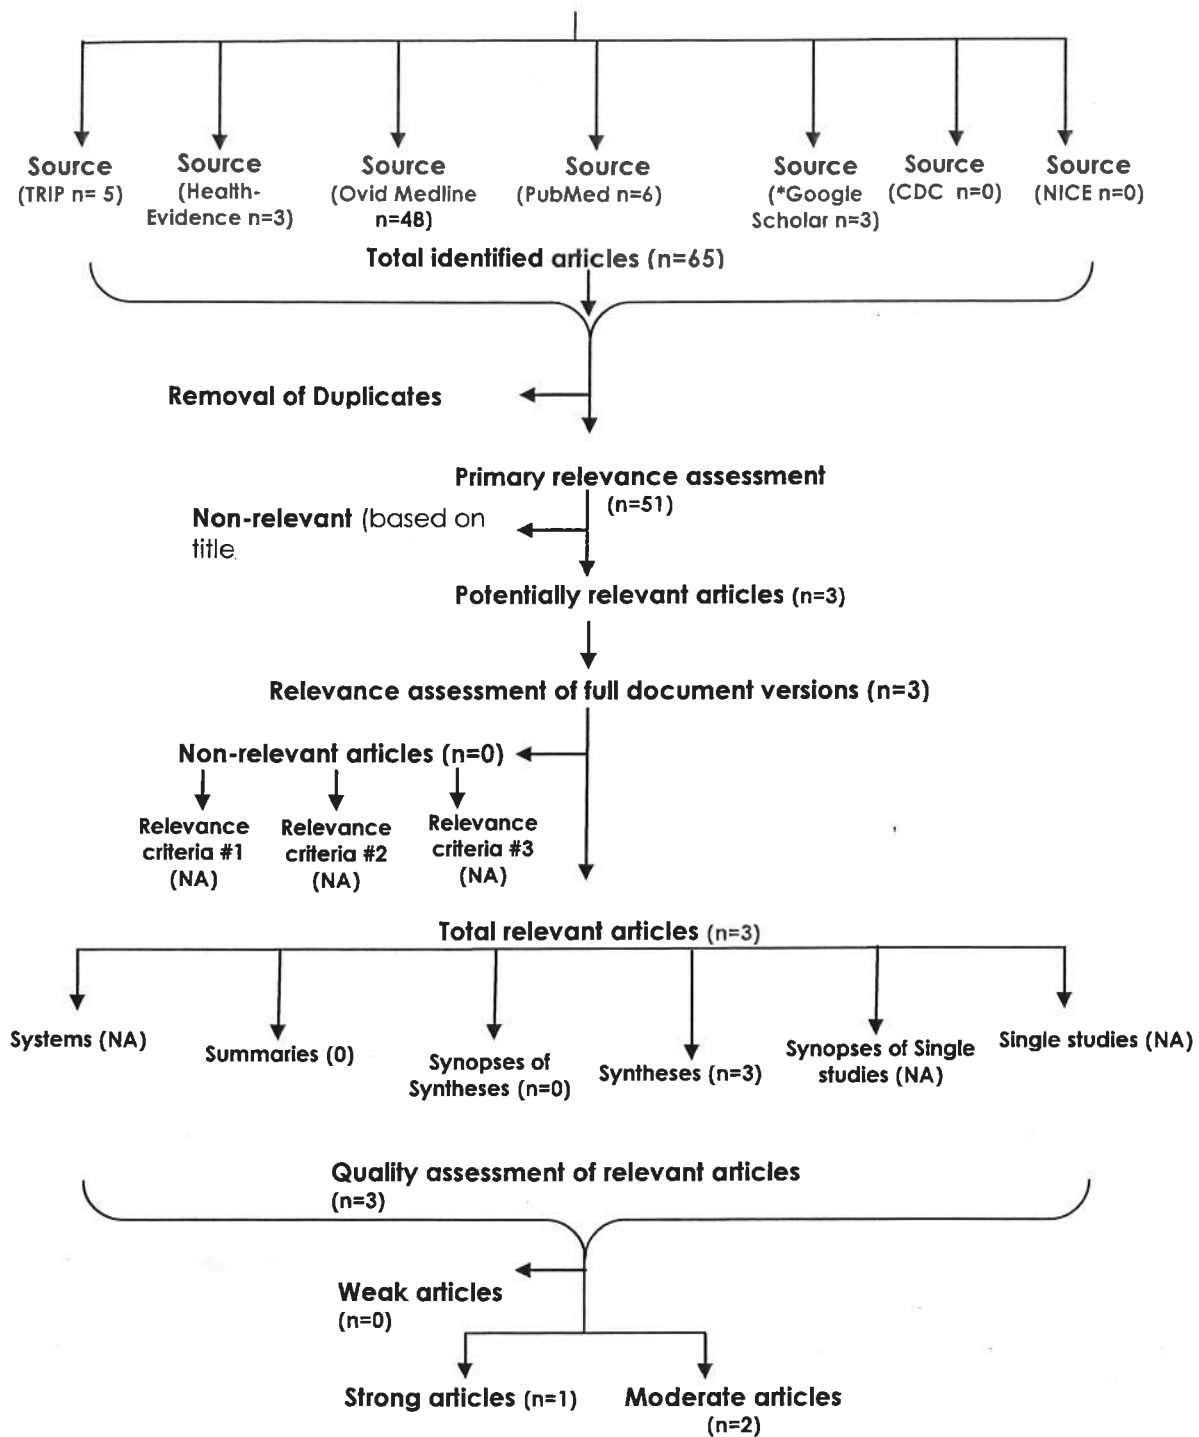 Source
(TRIP n= 5)
Source
(Health-
Evidence n=3)
Source
(Ovid Medline
n=48)
Source
(PubMed n=6)
Source
(*Google
Scholar n=3)
Source
(CDC n=0)
Source
(NICE n=0)
Total identified articles (n=65)
Removal of Duplicates
Primary relevance assessment
(n=51)
Non-relevant (based on
title
Potentially relevant articles (n=3)
Relevance assessment of full document versions (n=3)
Non-relevant articles (n=0)
Relevance
criteria #1
(NA)
Relevance
criteria #2
(NA)
Relevance
criteria #3
(NA)
Total relevant articles (n=3)
Systems (NA)
Summaries (0)
Synopses of
Syntheses (n=0)
Syntheses (n=3)
Synopses of Single
studies (NA)
Single studies (NA)
Quality assessment of relevant articles
(n=3)
Weak articles
(n=0)
Strong articles (n=1)
Moderate articles
(n=2)